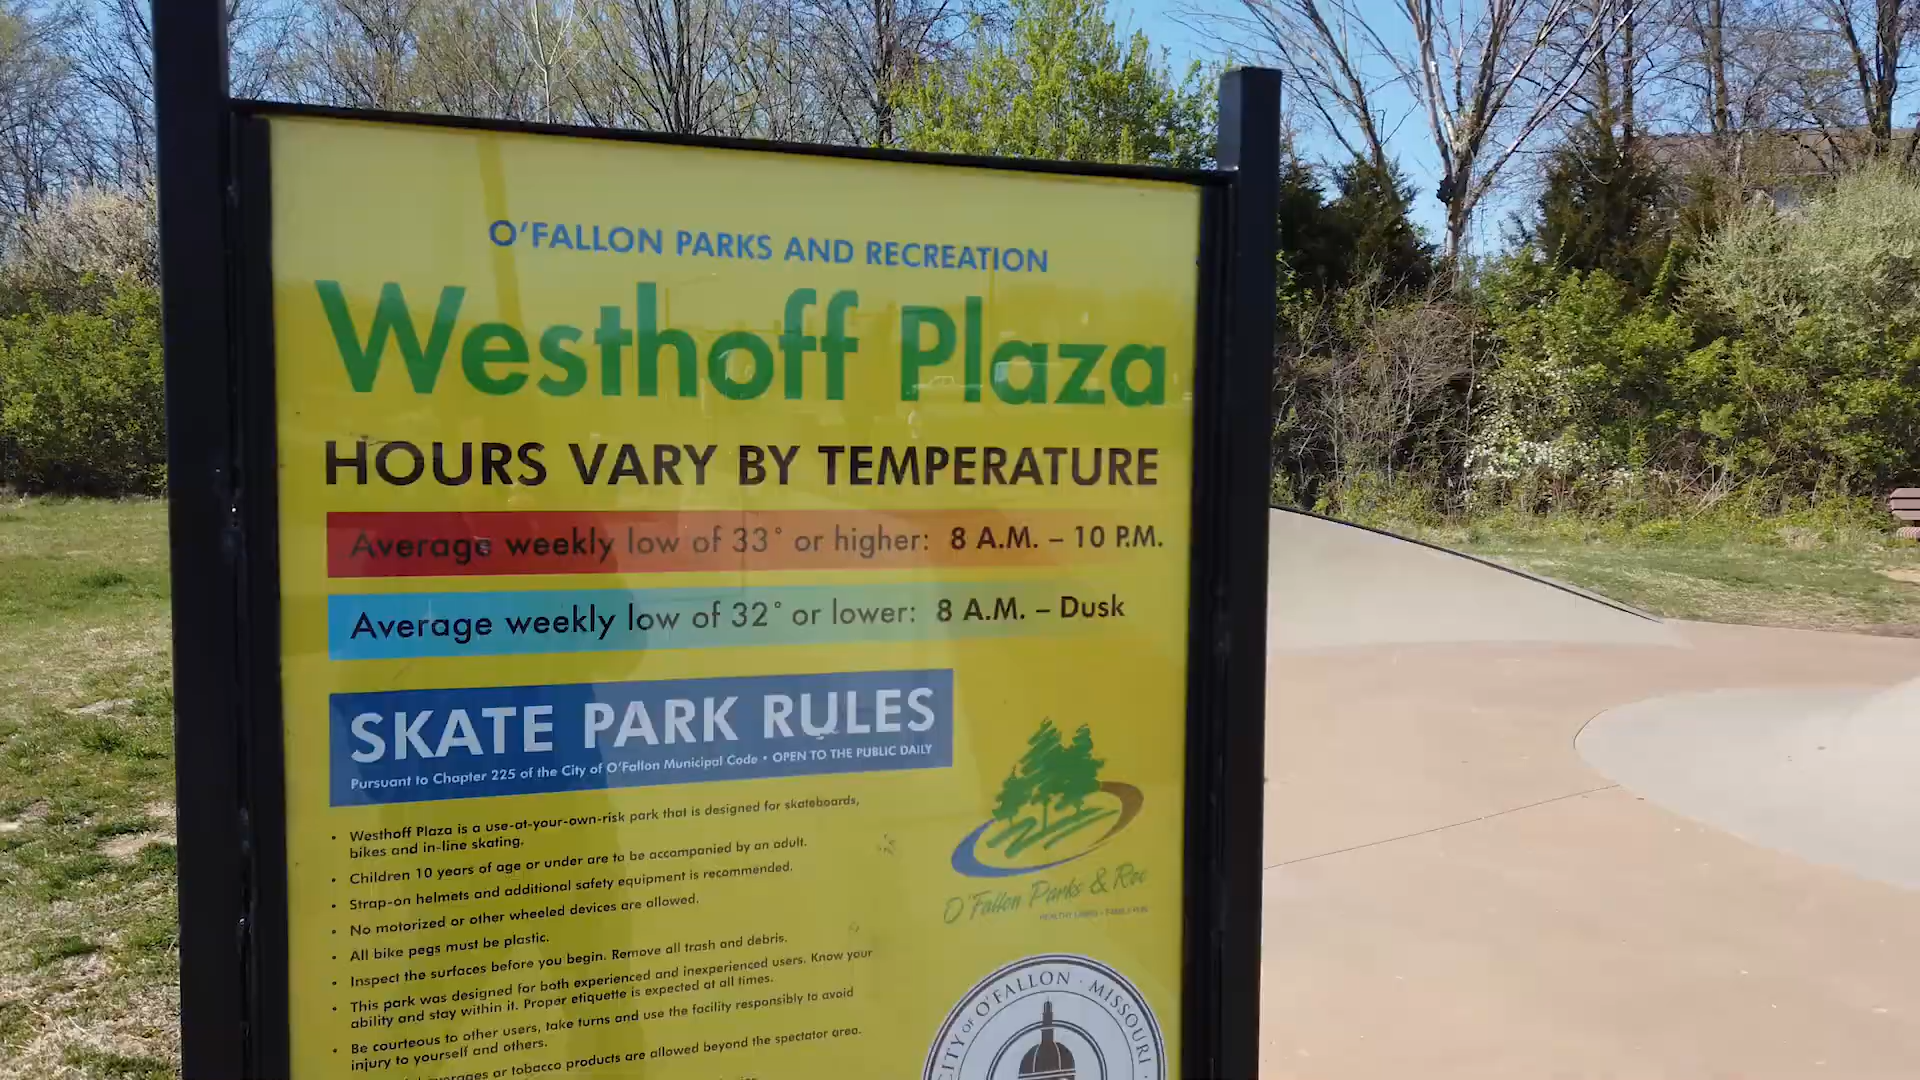 O'FALLON PARKS AND RECREATION
Westhoff Plaza
HOURS VARY BY TEMPERATURE
Average weekly low of 33° or higher: 8 A.M. – 10 P.M.
Average weekly low of 32° or lower: 8 A.M. – Dusk
SKATE PARK RULES
Pursuant to Chapter 225 of the City of O'Fallon Municipal Code • OPEN TO THE PUBLIC DAILY
• Westhoff Plaza is a use-at-your-own-risk park that is designed for skateboards,
bikes and in-line skating.
• Children 10 years of age or under are to be accompanied by an adult.
• Strap-on helmets and additional safety equipment is recommended.
• No motorized or other wheeled devices are allowed.
• All bike pegs must be plastic.
• Inspect the surfaces before you begin. Remove all trash and debris.
• This park was designed for both experienced and inexperienced users. Know your
ability and stay within it. Proper etiquette is expected at all times.
• Be courteous to other users, take turns and use the facility responsibly to avoid
injury to yourself and others.
or tobacco products are allowed beyond the spectator area.
O'Fallon Parks & Rec
CITY OF O'FALLON · MISSOURI